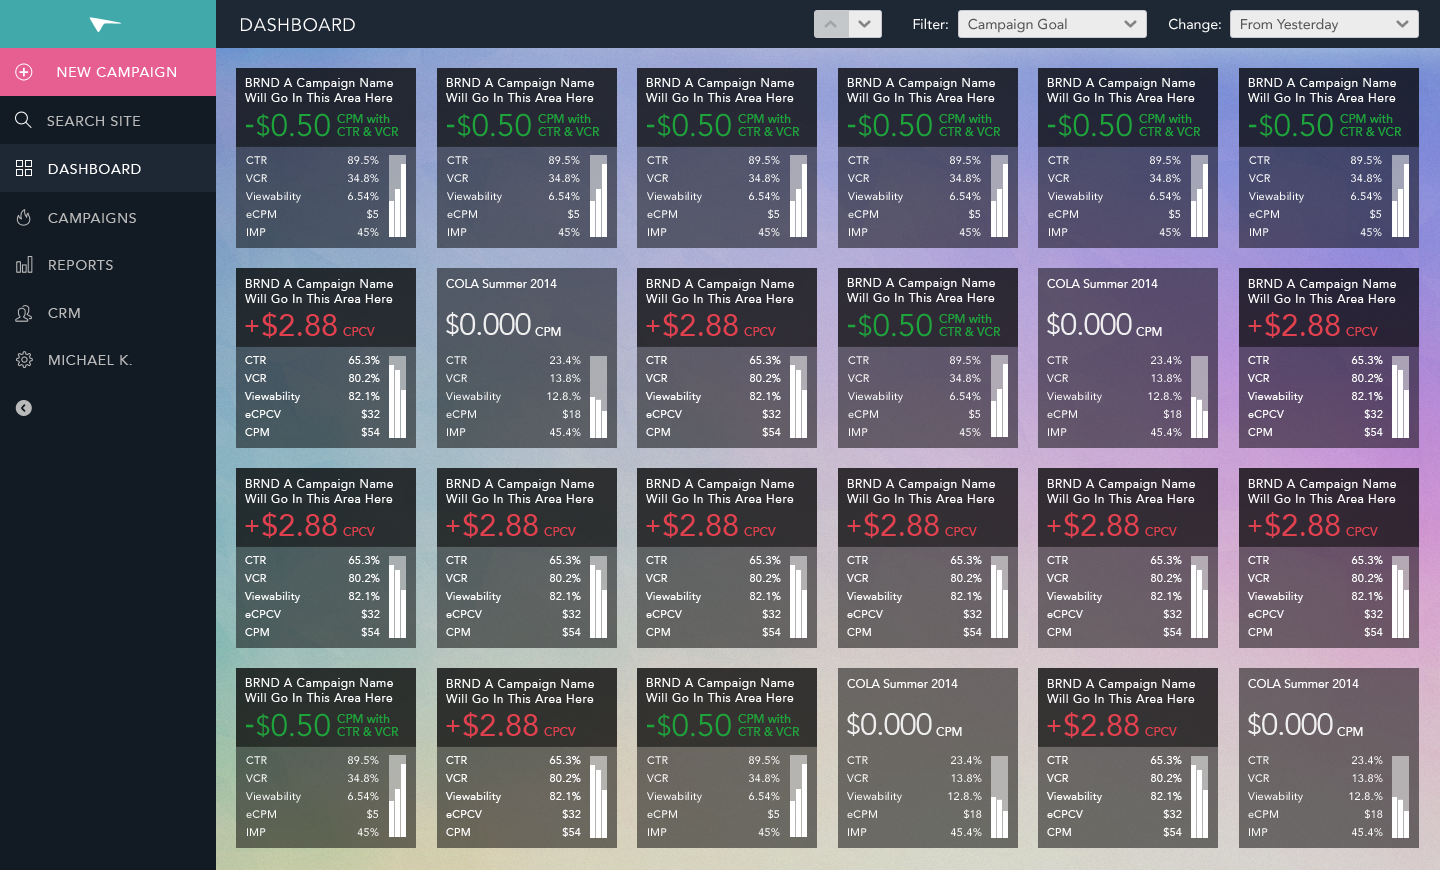 DASHBOARD
Filter:
Campaign Goal
Change:
From Yesterday
NEW CAMPAIGN
SEARCH SITE
DASHBOARD
CAMPAIGNS
REPORTS
CRM
MICHAEL K.
BRND A Campaign Name
Will Go In This Area Here
-$0.50 CPM with
CTR & VCR
CTR 89.5%
VCR 34.8%
Viewability 6.54%
eCPM $5
IMP 45%
BRND A Campaign Name
Will Go In This Area Here
-$0.50 CPM with
CTR & VCR
CTR 89.5%
VCR 34.8%
Viewability 6.54%
eCPM $5
IMP 45%
BRND A Campaign Name
Will Go In This Area Here
-$0.50 CPM with
CTR & VCR
CTR 89.5%
VCR 34.8%
Viewability 6.54%
eCPM $5
IMP 45%
BRND A Campaign Name
Will Go In This Area Here
-$0.50 CPM with
CTR & VCR
CTR 89.5%
VCR 34.8%
Viewability 6.54%
eCPM $5
IMP 45%
BRND A Campaign Name
Will Go In This Area Here
-$0.50 CPM with
CTR & VCR
CTR 89.5%
VCR 34.8%
Viewability 6.54%
eCPM $5
IMP 45%
BRND A Campaign Name
Will Go In This Area Here
-$0.50 CPM with
CTR & VCR
CTR 89.5%
VCR 34.8%
Viewability 6.54%
eCPM $5
IMP 45%
BRND A Campaign Name
Will Go In This Area Here
+$2.88 CPCV
CTR 65.3%
VCR 80.2%
Viewability 82.1%
eCPCV $32
CPM $54
COLA Summer 2014
$0.000 CPM
CTR 23.4%
VCR 13.8%
Viewability 12.8.%
eCPM $18
IMP 45.4%
BRND A Campaign Name
Will Go In This Area Here
+$2.88 CPCV
CTR 65.3%
VCR 80.2%
Viewability 82.1%
eCPCV $32
CPM $54
BRND A Campaign Name
Will Go In This Area Here
-$0.50 CPM with
CTR & VCR
CTR 89.5%
VCR 34.8%
Viewability 6.54%
eCPM $5
IMP 45%
COLA Summer 2014
$0.000 CPM
CTR 23.4%
VCR 13.8%
Viewability 12.8.%
eCPM $18
IMP 45.4%
BRND A Campaign Name
Will Go In This Area Here
+$2.88 CPCV
CTR 65.3%
VCR 80.2%
Viewability 82.1%
eCPCV $32
CPM $54
BRND A Campaign Name
Will Go In This Area Here
+$2.88 CPCV
CTR 65.3%
VCR 80.2%
Viewability 82.1%
eCPCV $32
CPM $54
BRND A Campaign Name
Will Go In This Area Here
+$2.88 CPCV
CTR 65.3%
VCR 80.2%
Viewability 82.1%
eCPCV $32
CPM $54
BRND A Campaign Name
Will Go In This Area Here
+$2.88 CPCV
CTR 65.3%
VCR 80.2%
Viewability 82.1%
eCPCV $32
CPM $54
BRND A Campaign Name
Will Go In This Area Here
+$2.88 CPCV
CTR 65.3%
VCR 80.2%
Viewability 82.1%
eCPCV $32
CPM $54
BRND A Campaign Name
Will Go In This Area Here
+$2.88 CPCV
CTR 65.3%
VCR 80.2%
Viewability 82.1%
eCPCV $32
CPM $54
BRND A Campaign Name
Will Go In This Area Here
+$2.88 CPCV
CTR 65.3%
VCR 80.2%
Viewability 82.1%
eCPCV $32
CPM $54
BRND A Campaign Name
Will Go In This Area Here
-$0.50 CPM with
CTR & VCR
CTR 89.5%
VCR 34.8%
Viewability 6.54%
eCPM $5
IMP 45%
BRND A Campaign Name
Will Go In This Area Here
+$2.88 CPCV
CTR 65.3%
VCR 80.2%
Viewability 82.1%
eCPCV $32
CPM $54
BRND A Campaign Name
Will Go In This Area Here
-$0.50 CPM with
CTR & VCR
CTR 89.5%
VCR 34.8%
Viewability 6.54%
eCPM $5
IMP 45%
COLA Summer 2014
$0.000 CPM
CTR 23.4%
VCR 13.8%
Viewability 12.8.%
eCPM $18
IMP 45.4%
BRND A Campaign Name
Will Go In This Area Here
+$2.88 CPCV
CTR 65.3%
VCR 80.2%
Viewability 82.1%
eCPCV $32
CPM $54
COLA Summer 2014
$0.000 CPM
CTR 23.4%
VCR 13.8%
Viewability 12.8.%
eCPM $18
IMP 45.4%